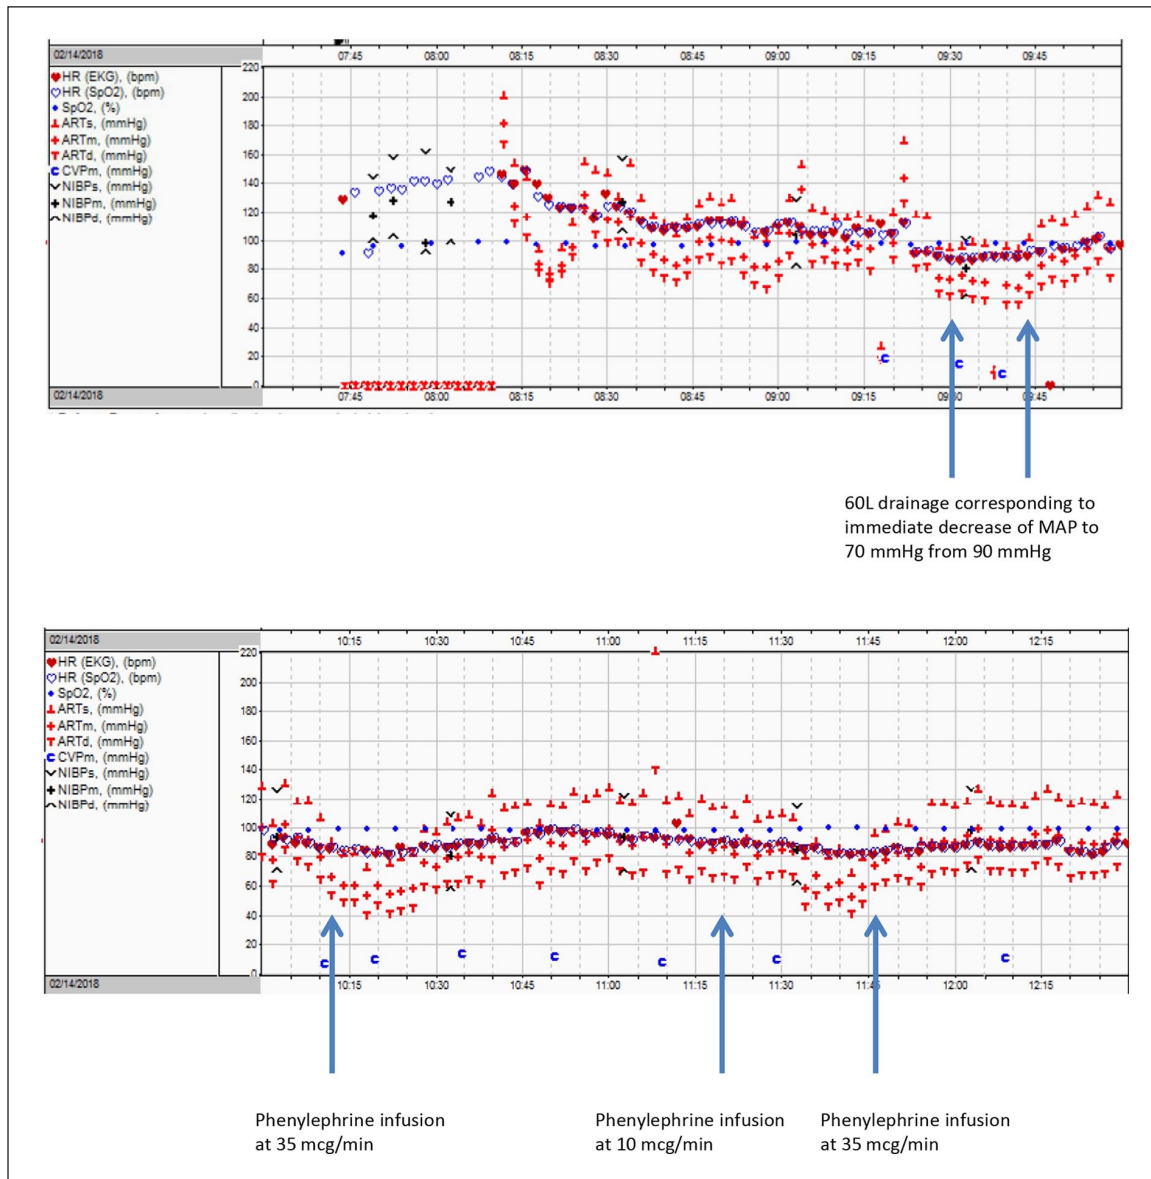 02/14/2018
07:45 08:00 08:15 08:30 08:45 09:00 09:15 09:30 09:45
HR (EKG), (bpm)
HR (SpO2), (bpm)
SpO2, (%)
ARTs, (mmHg)
ARTm, (mmHg)
ARTd, (mmHg)
CVPm, (mmHg)
NIBPs, (mmHg)
NIBPm, (mmHg)
NIBPd, (mmHg)
220
200
180
160
140
120
100
80
60
40
20
0
02/14/2018
07:45 08:00 08:15 08:30 08:45 09:00 09:15 09:30 09:45
60L drainage corresponding to
immediate decrease of MAP to
70 mmHg from 90 mmHg
02/14/2018
10:15 10:30 10:45 11:00 11:15 11:30 11:45 12:00 12:15
HR (EKG), (bpm)
HR (SpO2), (bpm)
SpO2, (%)
ARTs, (mmHg)
ARTm, (mmHg)
ARTd, (mmHg)
CVPm, (mmHg)
NIBPs, (mmHg)
NIBPm, (mmHg)
NIBPd, (mmHg)
220
200
180
160
140
120
100
80
60
40
20
0
02/14/2018
10:15 10:30 10:45 11:00 11:15 11:30 11:45 12:00 12:15
Phenylephrine infusion
at 35 mcg/min
Phenylephrine infusion
at 10 mcg/min
Phenylephrine infusion
at 35 mcg/min